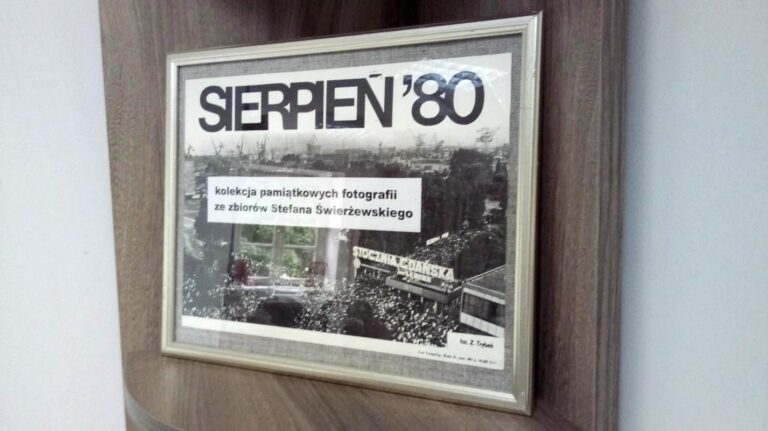 SIERPIEŃ '80
kolekcja pamiątkowych fotografii
ze zbiorów Stefana Świerżewskiego
STOCZNIA GDAŃSKA
fot. Z. Trybek